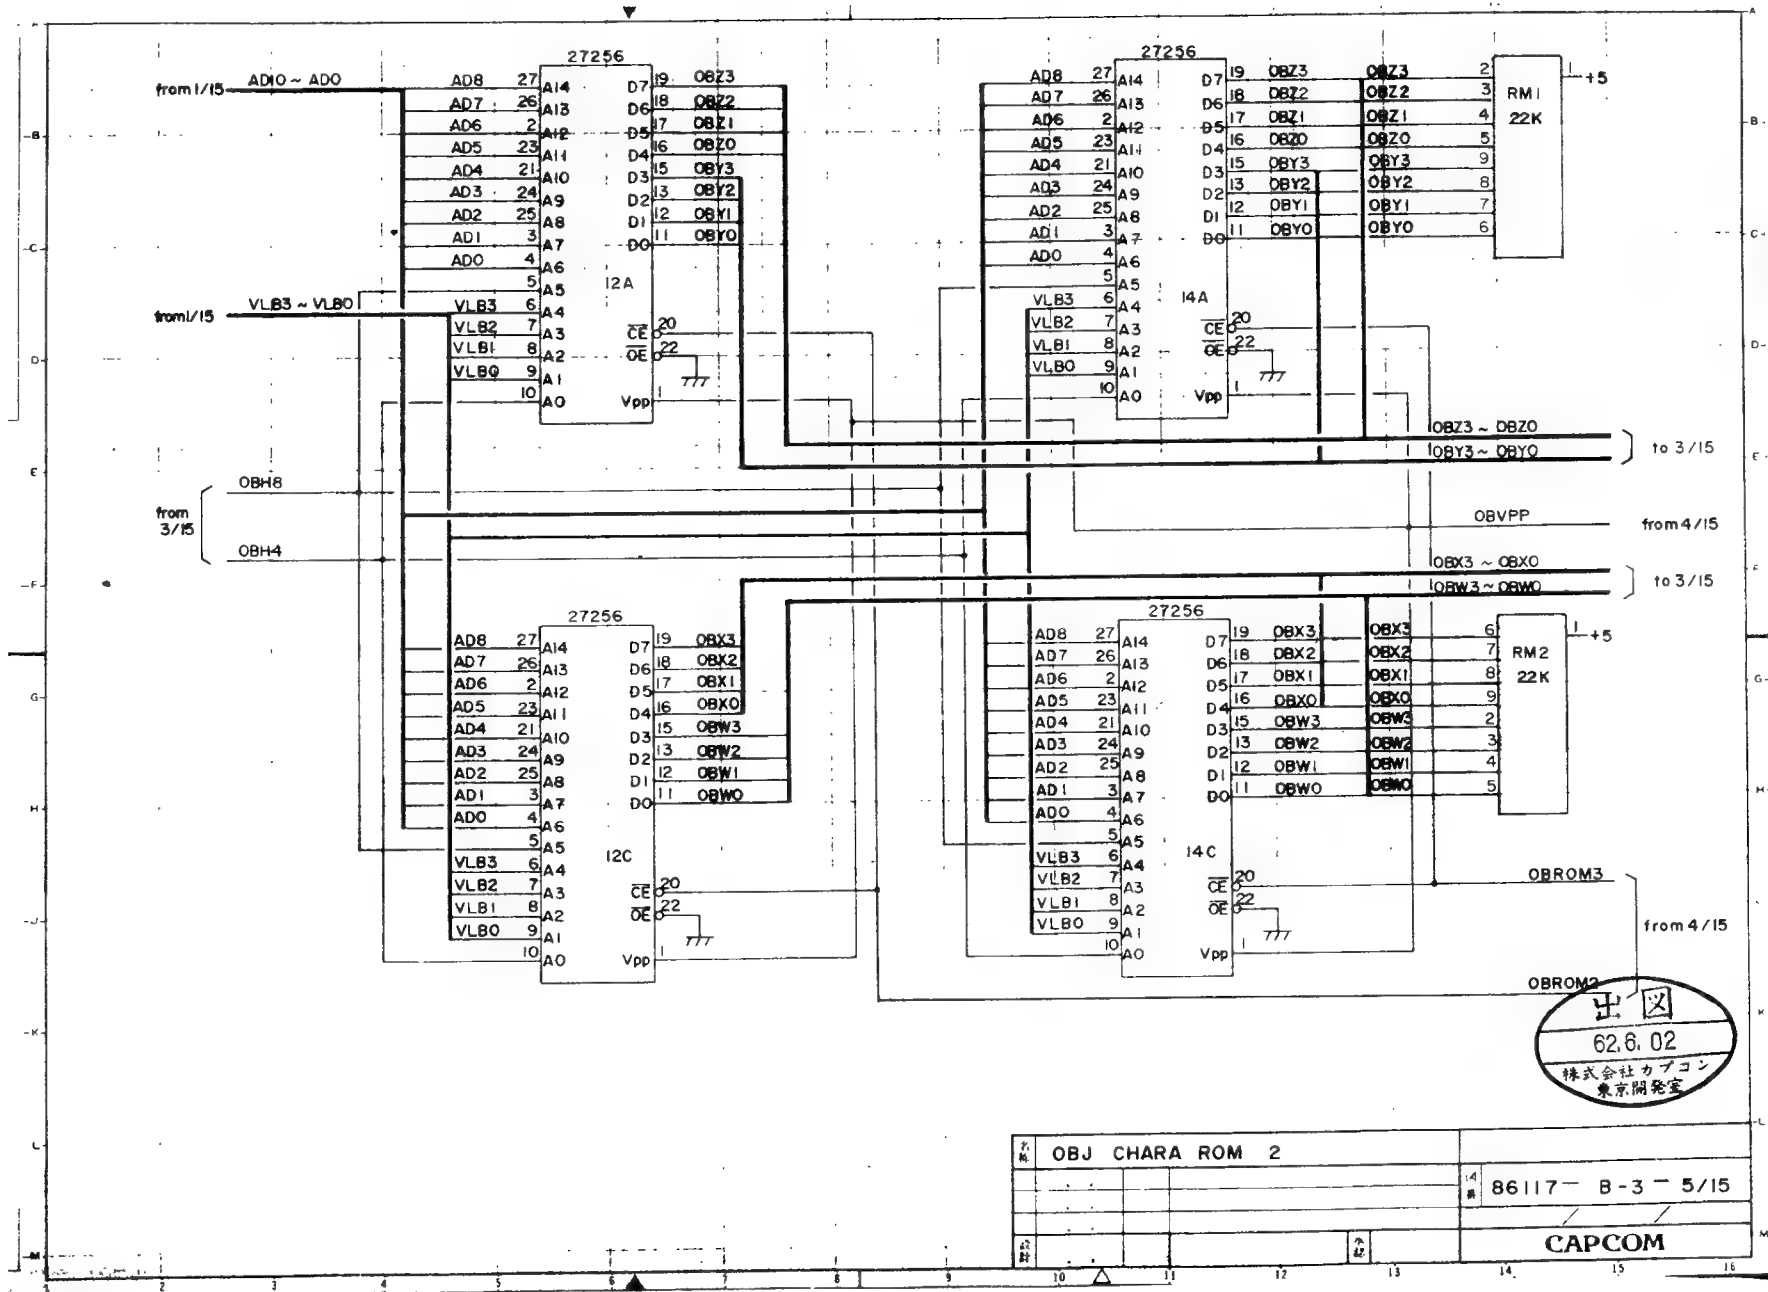 from 1/15
AD10 ~ AD0
from 1/15
VLB3 ~ VLB0
from 3/15
OBH8
OBH4
27256
AD8 27 A14
AD7 26 A13
AD6 2 A12
AD5 23 A11
AD4 21 A10
AD3 24 A9
AD2 25 A8
AD1 3 A7
AD0 4 A6
5 A5
VLB3 6 A4
VLB2 7 A3
VLB1 8 A2
VLB0 9 A1
10 A0
D7 19 OBZ3
D6 18 OBZ2
D5 17 OBZ1
D4 16 OBZ0
D3 15 OBY3
D2 13 OBY2
D1 12 OBY1
D0 11 OBY0
12A
CE 20
OE 22
Vpp 1
27256
AD8 27 A14
AD7 26 A13
AD6 2 A12
AD5 23 A11
AD4 21 A10
AD3 24 A9
AD2 25 A8
AD1 3 A7
AD0 4 A6
5 A5
VLB3 6 A4
VLB2 7 A3
VLB1 8 A2
VLB0 9 A1
10 A0
D7 19 OBZ3 OBZ3 2
D6 18 OBZ2 OBZ2 3
D5 17 OBZ1 OBZ1 4
D4 16 OBZ0 OBZ0 5
D3 15 OBY3 OBY3 9
D2 13 OBY2 OBY2 8
D1 12 OBY1 OBY1 7
D0 11 OBY0 OBY0 6
14A
CE 20
OE 22
Vpp 1
RM1
22K
1 +5
OBZ3 ~ OBZ0
OBY3 ~ OBY0
to 3/15
OBVPP from 4/15
OBX3 ~ OBX0
OBW3 ~ OBW0
to 3/15
27256
AD8 27 A14
AD7 26 A13
AD6 2 A12
AD5 23 A11
AD4 21 A10
AD3 24 A9
AD2 25 A8
AD1 3 A7
AD0 4 A6
5 A5
VLB3 6 A4
VLB2 7 A3
VLB1 8 A2
VLB0 9 A1
10 A0
D7 19 OBX3
D6 18 OBX2
D5 17 OBX1
D4 16 OBX0
D3 15 OBW3
D2 13 OBW2
D1 12 OBW1
D0 11 OBW0
12C
CE 20
OE 22
Vpp 1
27256
AD8 27 A14
AD7 26 A13
AD6 2 A12
AD5 23 A11
AD4 21 A10
AD3 24 A9
AD2 25 A8
AD1 3 A7
AD0 4 A6
5 A5
VLB3 6 A4
VLB2 7 A3
VLB1 8 A2
VLB0 9 A1
10 A0
D7 19 OBX3 OBX3 6
D6 18 OBX2 OBX2 7
D5 17 OBX1 OBX1 8
D4 16 OBX0 OBX0 9
D3 15 OBW3 OBW3 2
D2 13 OBW2 OBW2 3
D1 12 OBW1 OBW1 4
D0 11 OBW0 OBW0 5
14C
CE 20
OE 22
Vpp 1
RM2
22K
1 +5
OBROM3
from 4/15
OBROM2
出図
62.6.02
株式会社カプコン
東京開発室
名称 OBJ CHARA ROM 2
86117 - B-3 - 5/15
CAPCOM